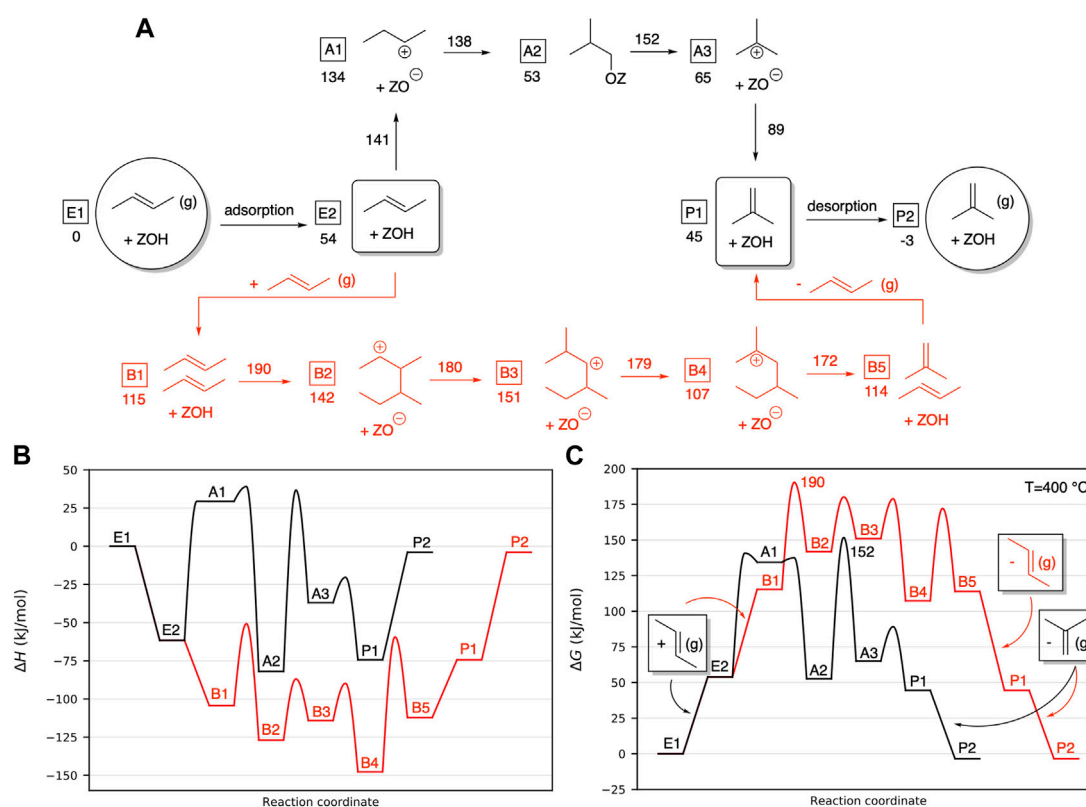 A
A1
134
+ ZO⊖
138
A2
53
OZ
152
A3
65
+ ZO⊖
141
89
E1
0
(g)
+ ZOH
adsorption
E2
54
+ ZOH
P1
45
+ ZOH
desorption
P2
-3
(g)
+ ZOH
+ (g)
- (g)
B1
115
+ ZOH
190
B2
142
+ ZO⊖
180
B3
151
179
B4
107
+ ZO⊖
172
B5
114
+ ZOH
B
ΔH (kJ/mol)
50
25
0
−25
−50
−75
−100
−125
−150
E1
E2
A1
A2
A3
P1
P2
B1
B2
B3
B4
B5
P1
P2
Reaction coordinate
C
ΔG (kJ/mol)
200
175
150
125
100
75
50
25
0
−25
T=400 °C
190
152
E1
E2
A1
A2
A3
P1
P2
B1
B2
B3
B4
B5
P1
P2
+ (g)
- (g)
- (g)
Reaction coordinate